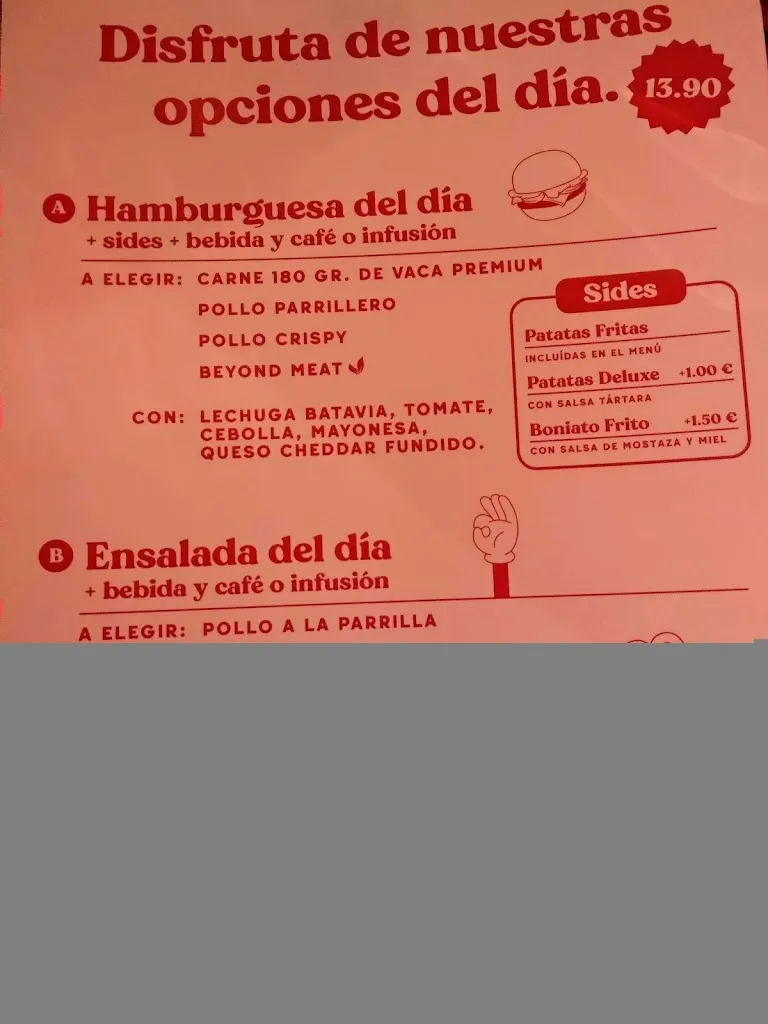 Disfruta de nuestras
opciones del día.
13.90
A Hamburguesa del día
+ sides + bebida y café o infusión
A ELEGIR: CARNE 180 GR. DE VACA PREMIUM
POLLO PARRILLERO
POLLO CRISPY
BEYOND MEAT
CON: LECHUGA BATAVIA, TOMATE,
CEBOLLA, MAYONESA,
QUESO CHEDDAR FUNDIDO.
Sides
Patatas Fritas
INCLUÍDAS EN EL MENÚ
Patatas Deluxe +1.00 €
CON SALSA TÁRTARA
Boniato Frito +1.50 €
CON SALSA DE MOSTAZA Y MIEL
B Ensalada del día
+ bebida y café o infusión
A ELEGIR: POLLO A LA PARRILLA